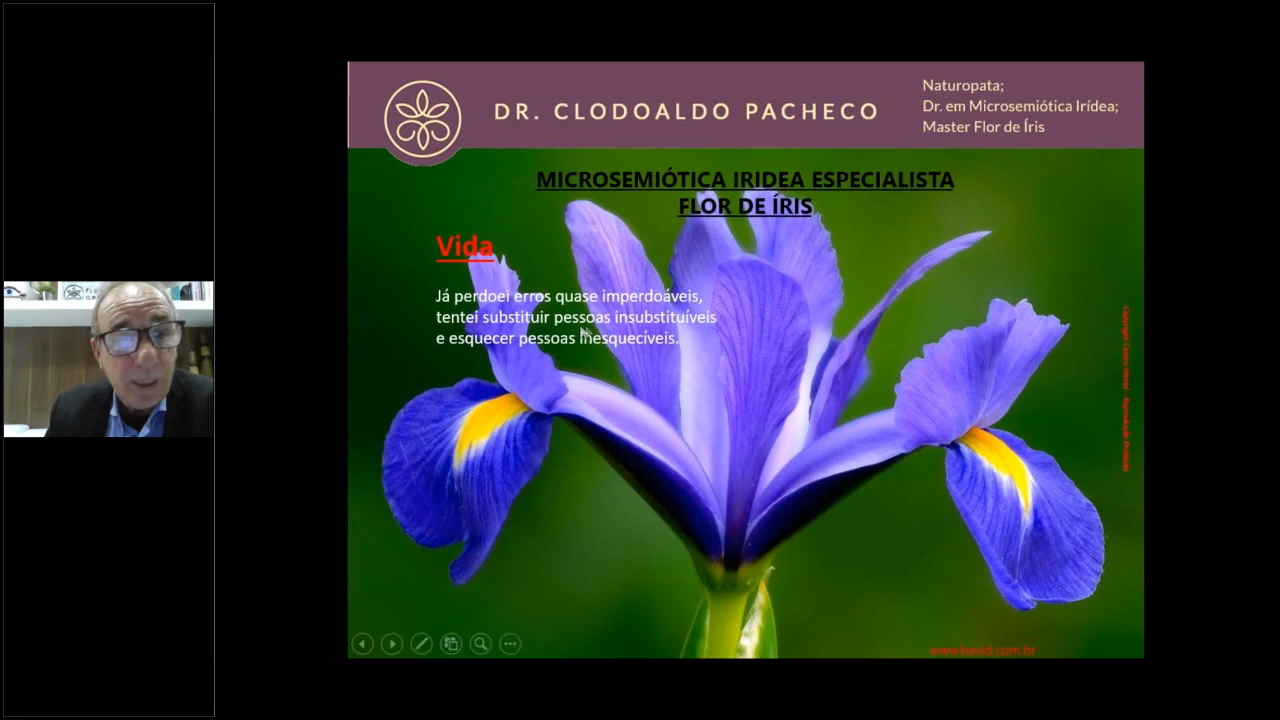 DR. CLODOALDO PACHECO
Naturopata;
Dr. em Microsemiótica Irídea;
Master Flor de Íris
MICROSEMIÓTICA IRIDEA ESPECIALISTA
FLOR DE ÍRIS
Vida
Já perdoei erros quase imperdoáveis,
tentei substituir pessoas insubstituíveis
e esquecer pessoas inesquecíveis.